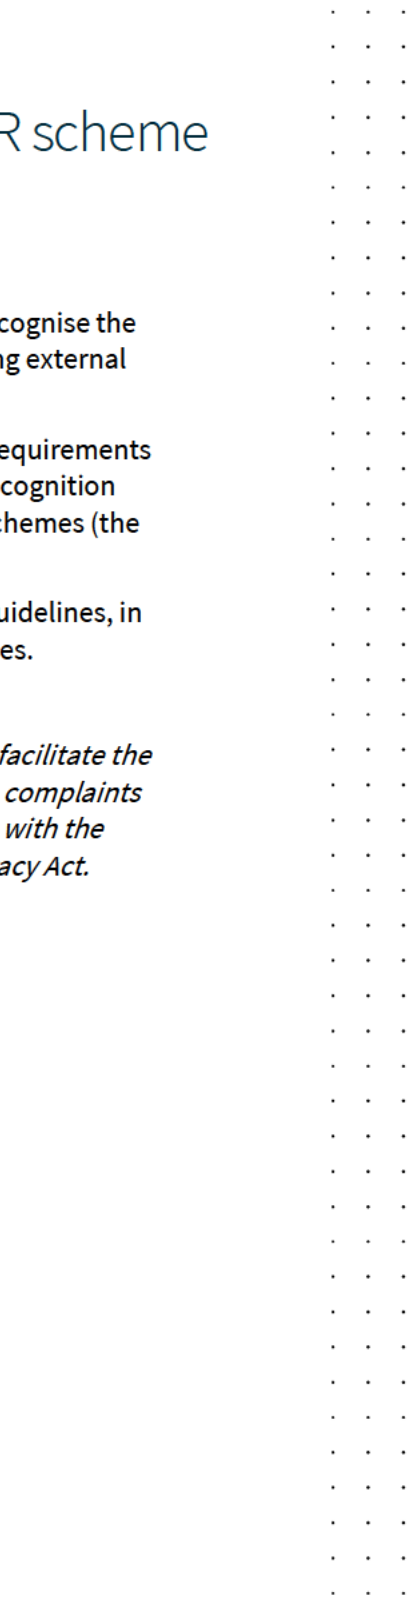 R scheme
cognise the
ng external
equirements
cognition
chemes (the
uidelines, in
es.
facilitate the
complaints
with the
acy Act.